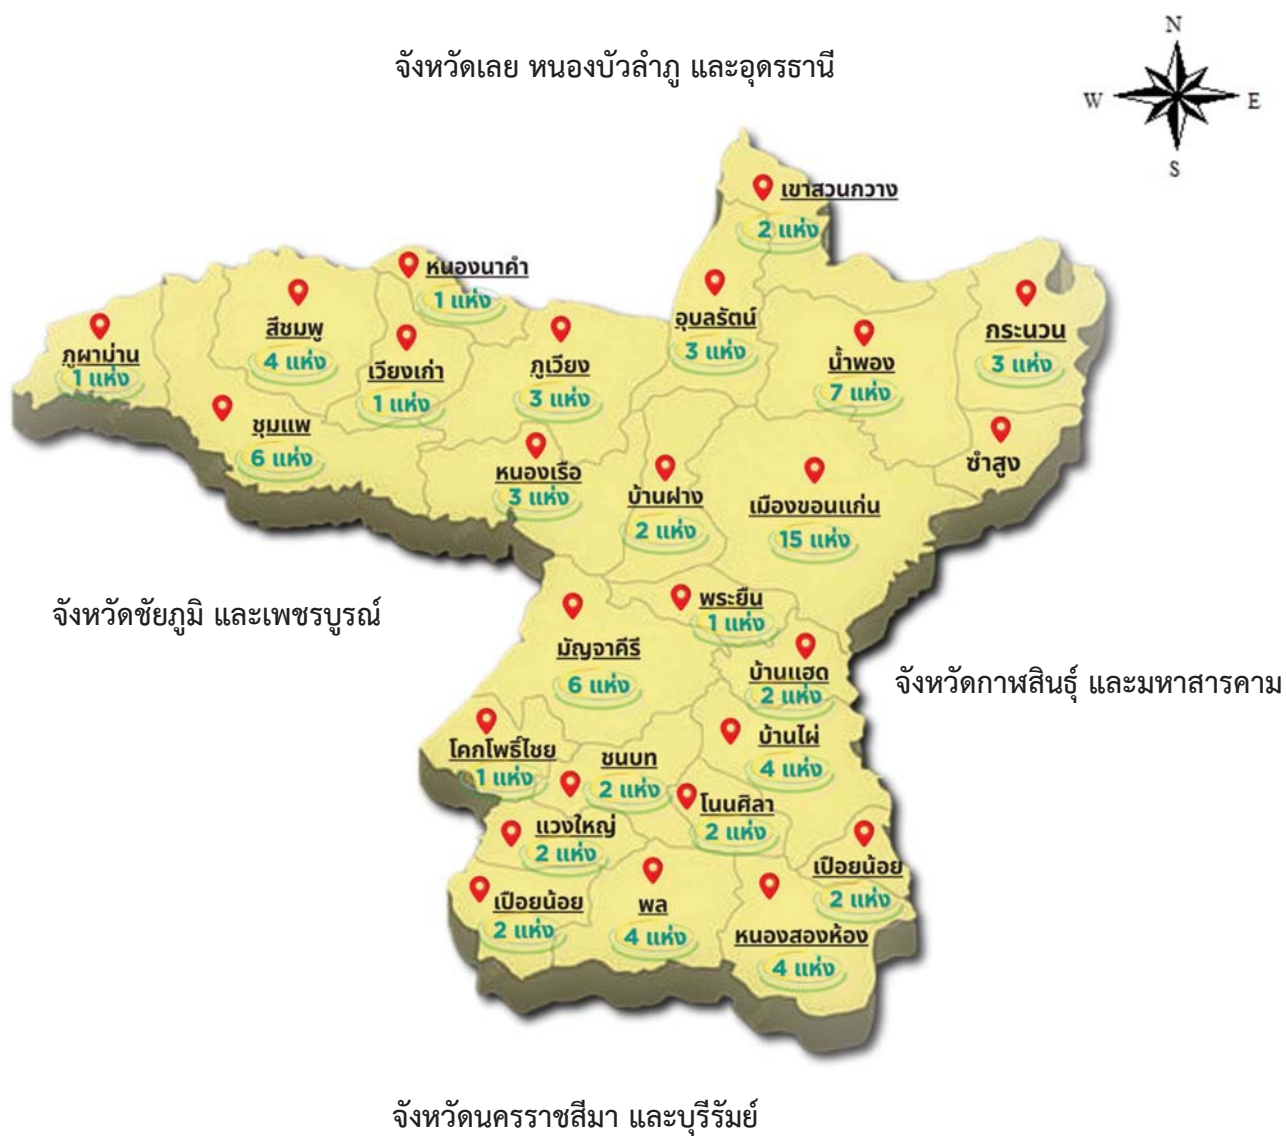 จังหวัดเลย หนองบัวลำภู และอุดรธานี
N
W
E
S
เขาสวนกวาง
2 แห่ง
หนองนาคำ
1 แห่ง
สีชมพู
4 แห่ง
อุบลรัตน์
3 แห่ง
กระนวน
3 แห่ง
ภูผาม่าน
1 แห่ง
เวียงเก่า
1 แห่ง
ภูเวียง
3 แห่ง
น้ำพอง
7 แห่ง
ชุมแพ
6 แห่ง
หนองเรือ
3 แห่ง
บ้านฝาง
2 แห่ง
เมืองขอนแก่น
15 แห่ง
ซำสูง
จังหวัดชัยภูมิ และเพชรบูรณ์
พระยืน
1 แห่ง
มัญจาคีรี
6 แห่ง
บ้านแฮด
2 แห่ง
จังหวัดกาฬสินธุ์ และมหาสารคาม
โคกโพธิ์ไชย
1 แห่ง
ชนบท
2 แห่ง
บ้านไผ่
4 แห่ง
โนนศิลา
2 แห่ง
แวงใหญ่
2 แห่ง
เปือยน้อย
2 แห่ง
เปือยน้อย
2 แห่ง
พล
4 แห่ง
หนองสองห้อง
4 แห่ง
จังหวัดนครราชสีมา และบุรีรัมย์